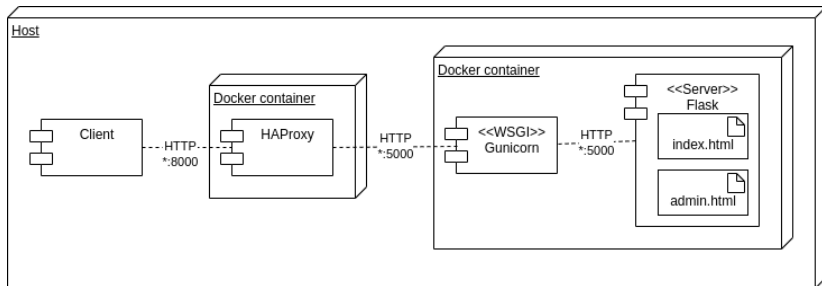 Host
Client
HTTP
*:8000
Docker container
HAProxy
HTTP
*:5000
Docker container
<<WSGI>>
Gunicorn
HTTP
*:5000
<<Server>>
Flask
index.html
admin.html